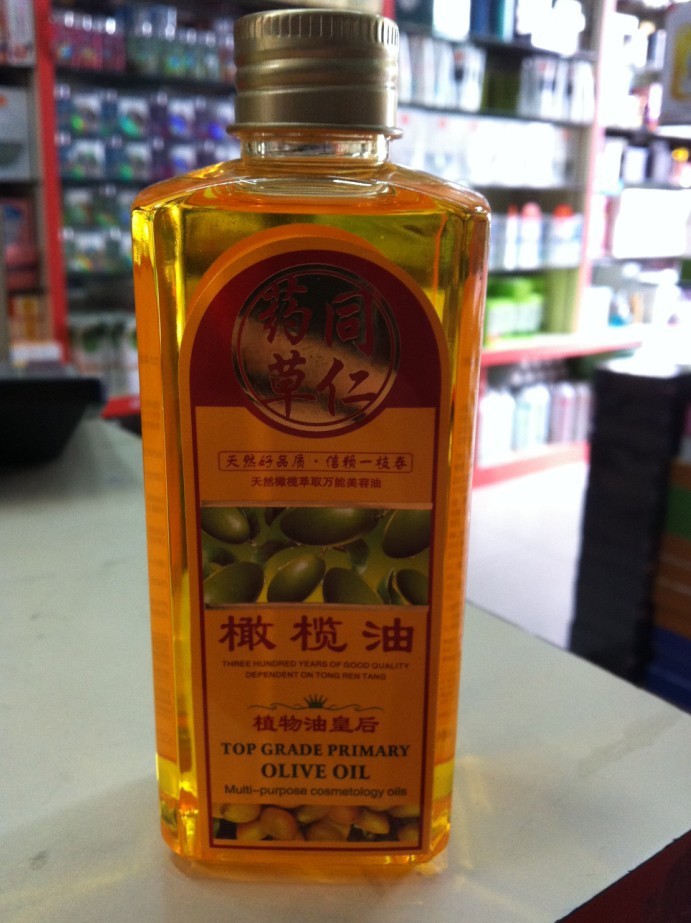 同仁
药草
天然好品质·信赖一枝春
天然橄榄萃取万能美容油
橄榄油
THREE HUNDRED YEARS OF GOOD QUALITY
DEPENDENT ON TONG REN TANG
植物油皇后
TOP GRADE PRIMARY
OLIVE OIL
Multi-purpose cosmetology oils